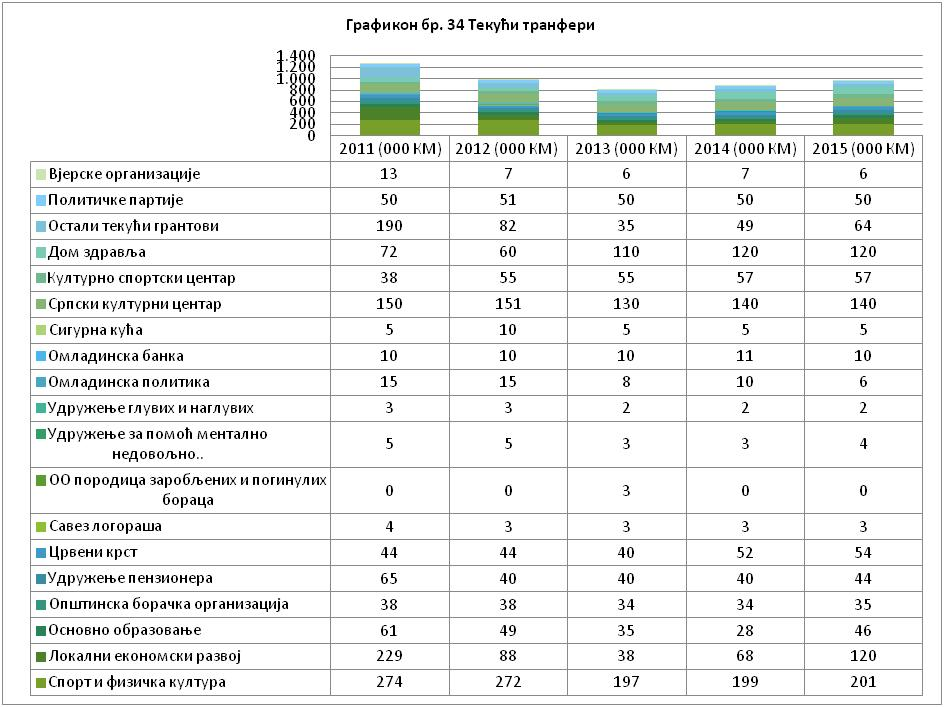 Графикон бр. 34 Текући транфери
1.400
1.200
1.000
800
600
400
200
0
2011 (000 КМ) 2012 (000 КМ) 2013 (000 КМ) 2014 (000 КМ) 2015 (000 КМ)
Вјерске организације 13 7 6 7 6
Политичке партије 50 51 50 50 50
Остали текући грантови 190 82 35 49 64
Дом здравља 72 60 110 120 120
Културно спортски центар 38 55 55 57 57
Српски културни центар 150 151 130 140 140
Сигурна кућа 5 10 5 5 5
Омладинска банка 10 10 10 11 10
Омладинска политика 15 15 8 10 6
Удружење глувих и наглувих 3 3 2 2 2
Удружење за помоћ ментално
недовољно.. 5 5 3 3 4
ОО породица заробљених и погинулих
бораца 0 0 3 0 0
Савез логораша 4 3 3 3 3
Црвени крст 44 44 40 52 54
Удружење пензионера 65 40 40 40 44
Општинска борачка организација 38 38 34 34 35
Основно образовање 61 49 35 28 46
Локални економски развој 229 88 38 68 120
Спорт и физичка култура 274 272 197 199 201